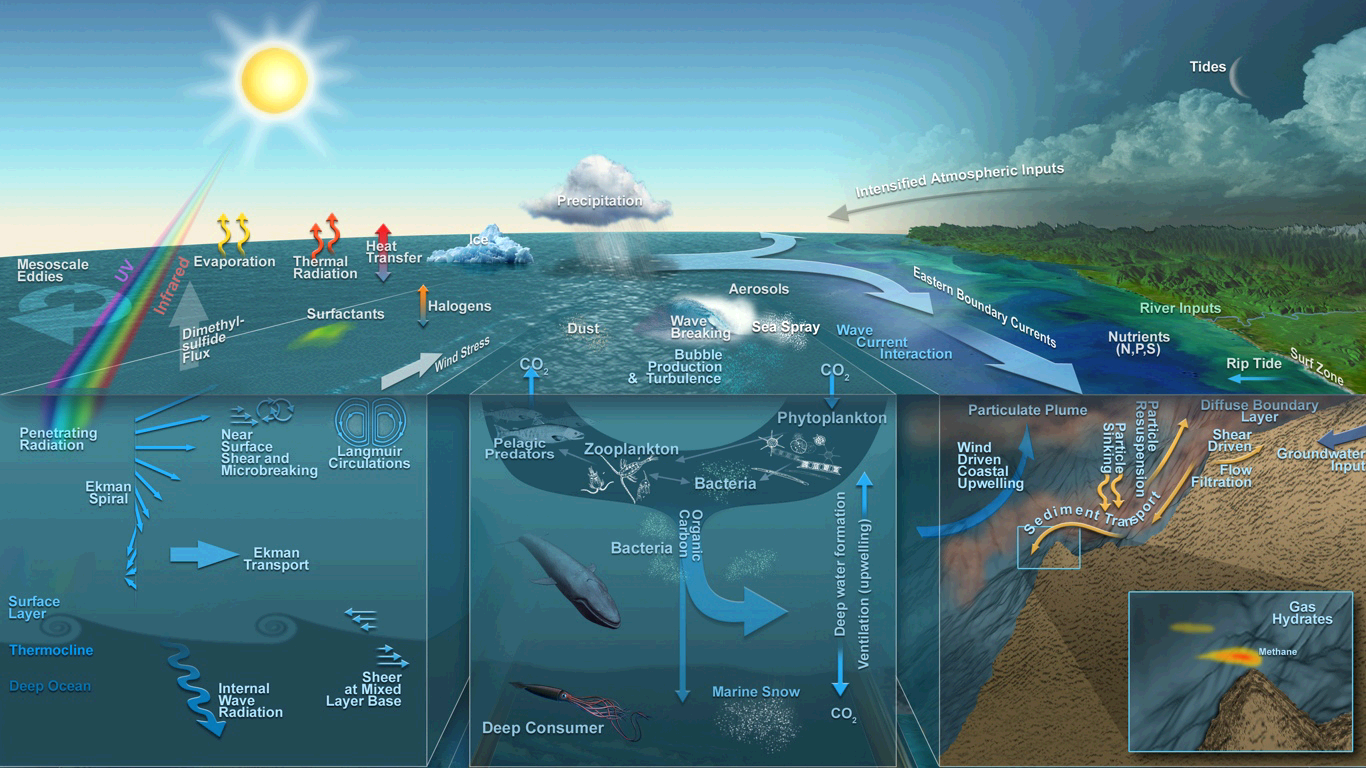 Tides
Intensified Atmospheric Inputs
Precipitation
Ice
Heat
Transfer
Thermal
Radiation
Evaporation
Mesoscale
Eddies
UV
Infrared
Dimethyl-
sulfide
Flux
Surfactants
Halogens
Wind Stress
Dust
Aerosols
Wave
Breaking
Sea Spray
Bubble
Production
& Turbulence
Wave
Current
Interaction
Eastern Boundary Currents
River Inputs
Nutrients
(N,P,S)
Rip Tide
Surf Zone
CO2
CO2
Penetrating
Radiation
Near
Surface
Shear and
Microbreaking
Langmuir
Circulations
Ekman
Spiral
Ekman
Transport
Surface
Layer
Thermocline
Deep Ocean
Internal
Wave
Radiation
Sheer
at Mixed
Layer Base
Pelagic
Predators
Zooplankton
Phytoplankton
Bacteria
Bacteria
Organic
Carbon
Deep water formation
Ventilation (upwelling)
Marine Snow
CO2
Deep Consumer
Particulate Plume
Wind
Driven
Coastal
Upwelling
Particle
Sinking
Particle
Resuspension
Diffuse Boundary
Layer
Shear
Driven
Flow
Filtration
Groundwater
Input
Sediment Transport
Gas
Hydrates
Methane